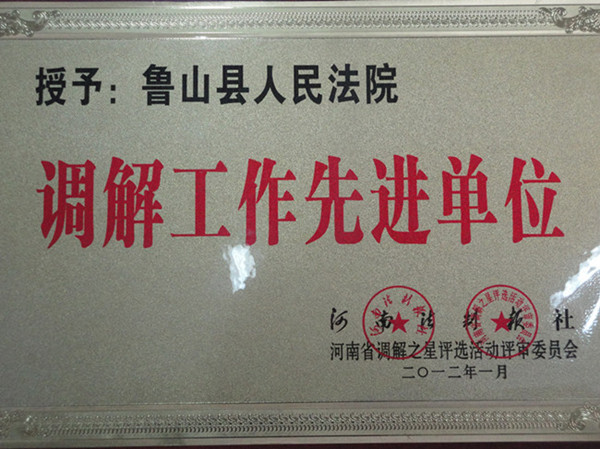 授予：鲁山县人民法院
调解工作先进单位
河南法制报社
河南省调解之星评选活动评审委员会
二〇一二年一月